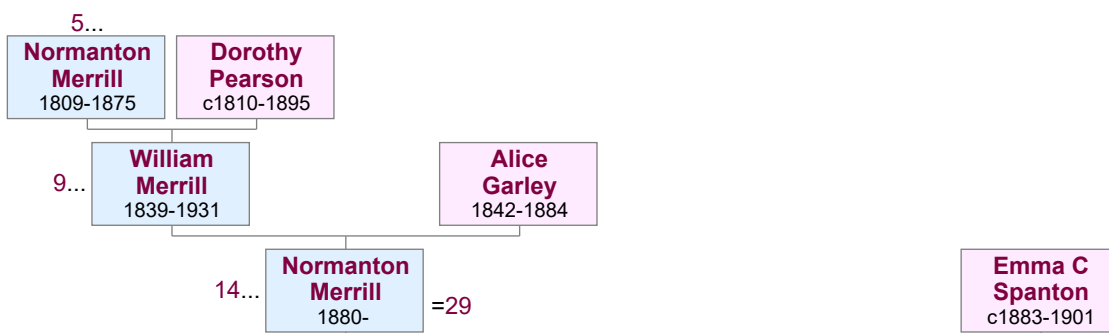 5...
Normanton
Merrill
1809-1875
Dorothy
Pearson
c1810-1895
9...
William
Merrill
1839-1931
Alice
Garley
1842-1884
14...
Normanton
Merrill
1880-
=29
Emma C
Spanton
c1883-1901